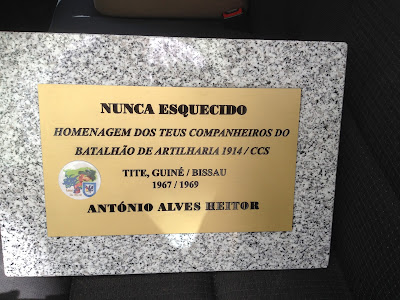 NUNCA ESQUECIDO
HOMENAGEM DOS TEUS COMPANHEIROS DO
BATALHÃO DE ARTILHARIA 1914 / CCS
TITE, GUINÉ / BISSAU
1967 / 1969
ANTÓNIO ALVES HEITOR